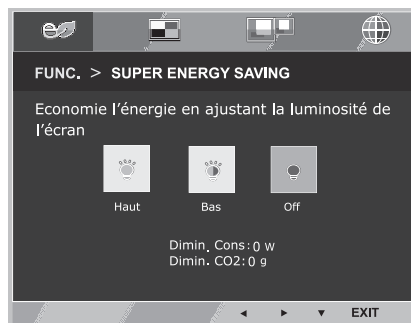 FUNC. > SUPER ENERGY SAVING
Economie l'énergie en ajustant la luminosité de
l'écran
Haut Bas Off
Dimin. Cons:0 W
Dimin. CO2:0 g
EXIT